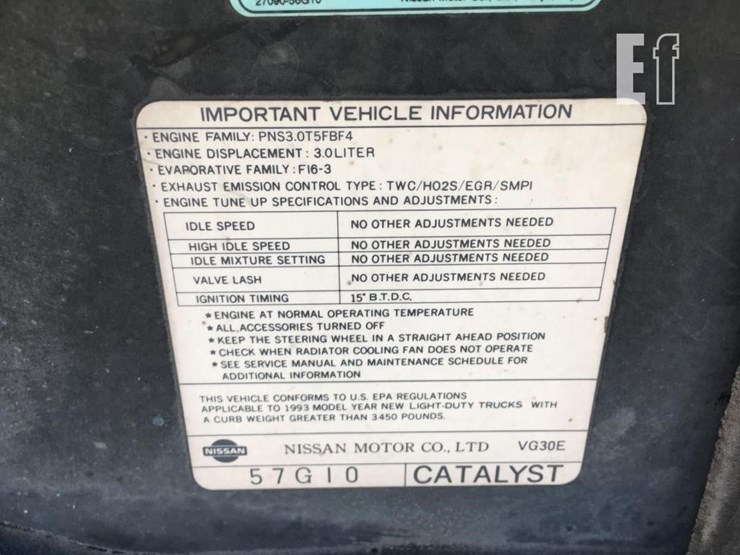 27090-56G10
Ef
IMPORTANT VEHICLE INFORMATION
· ENGINE FAMILY: PNS3.0T5FBF4
· ENGINE DISPLACEMENT : 3.0LITER
· EVAPORATIVE FAMILY : FI6-3
· EXHAUST EMISSION CONTROL TYPE : TWC/HO2S/EGR/SMPI
· ENGINE TUNE UP SPECIFICATIONS AND ADJUSTMENTS :
IDLE SPEED NO OTHER ADJUSTMENTS NEEDED
HIGH IDLE SPEED NO OTHER ADJUSTMENTS NEEDED
IDLE MIXTURE SETTING NO OTHER ADJUSTMENTS NEEDED
VALVE LASH NO OTHER ADJUSTMENTS NEEDED
IGNITION TIMING 15° B.T.D.C.
* ENGINE AT NORMAL OPERATING TEMPERATURE
* ALL ACCESSORIES TURNED OFF
* KEEP THE STEERING WHEEL IN A STRAIGHT AHEAD POSITION
* CHECK WHEN RADIATOR COOLING FAN DOES NOT OPERATE
* SEE SERVICE MANUAL AND MAINTENANCE SCHEDULE FOR
ADDITIONAL INFORMATION
THIS VEHICLE CONFORMS TO U.S. EPA REGULATIONS
APPLICABLE TO 1993 MODEL YEAR NEW LIGHT-DUTY TRUCKS WITH
A CURB WEIGHT GREATER THAN 3450 POUNDS.
NISSAN NISSAN MOTOR CO., LTD VG30E
57G10 CATALYST